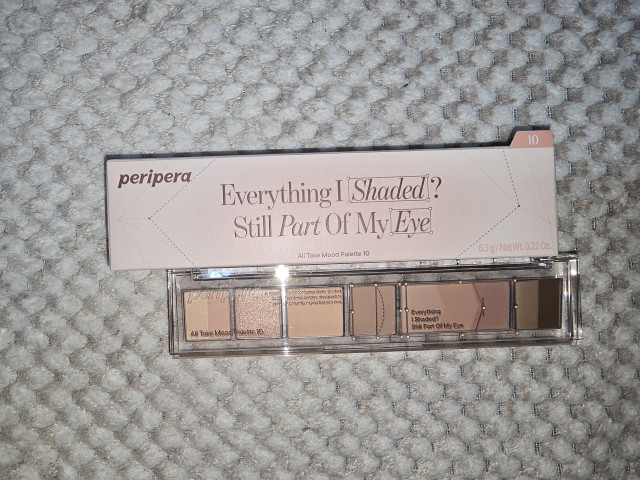 10
peripera
Everything I Shaded?
Still Part Of My Eye
6.3 g / Net Wt. 0.22 Oz.
All Take Mood Palette 10
Everything
I Shaded?
Still Part Of My Eye
All Take Mood Palette 10